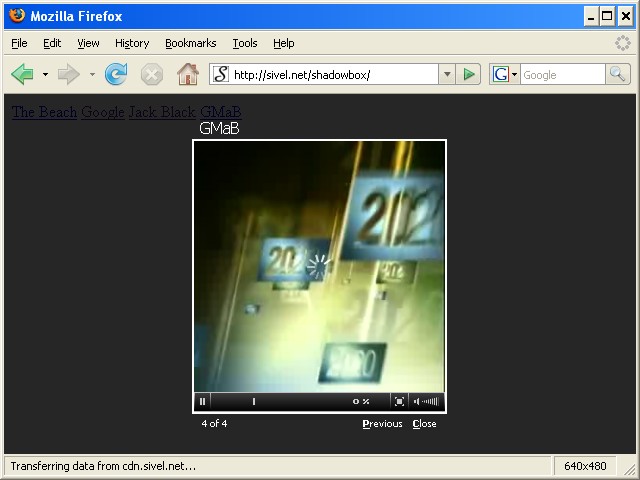 Mozilla Firefox
File Edit View History Bookmarks Tools Help
S http://sivel.net/shadowbox/ G Google
The Beach Google Jack Black GMaB
GMaB
2020
202
202
2020
0 %
4 of 4 Previous Close
Transferring data from cdn.sivel.net... 640x480